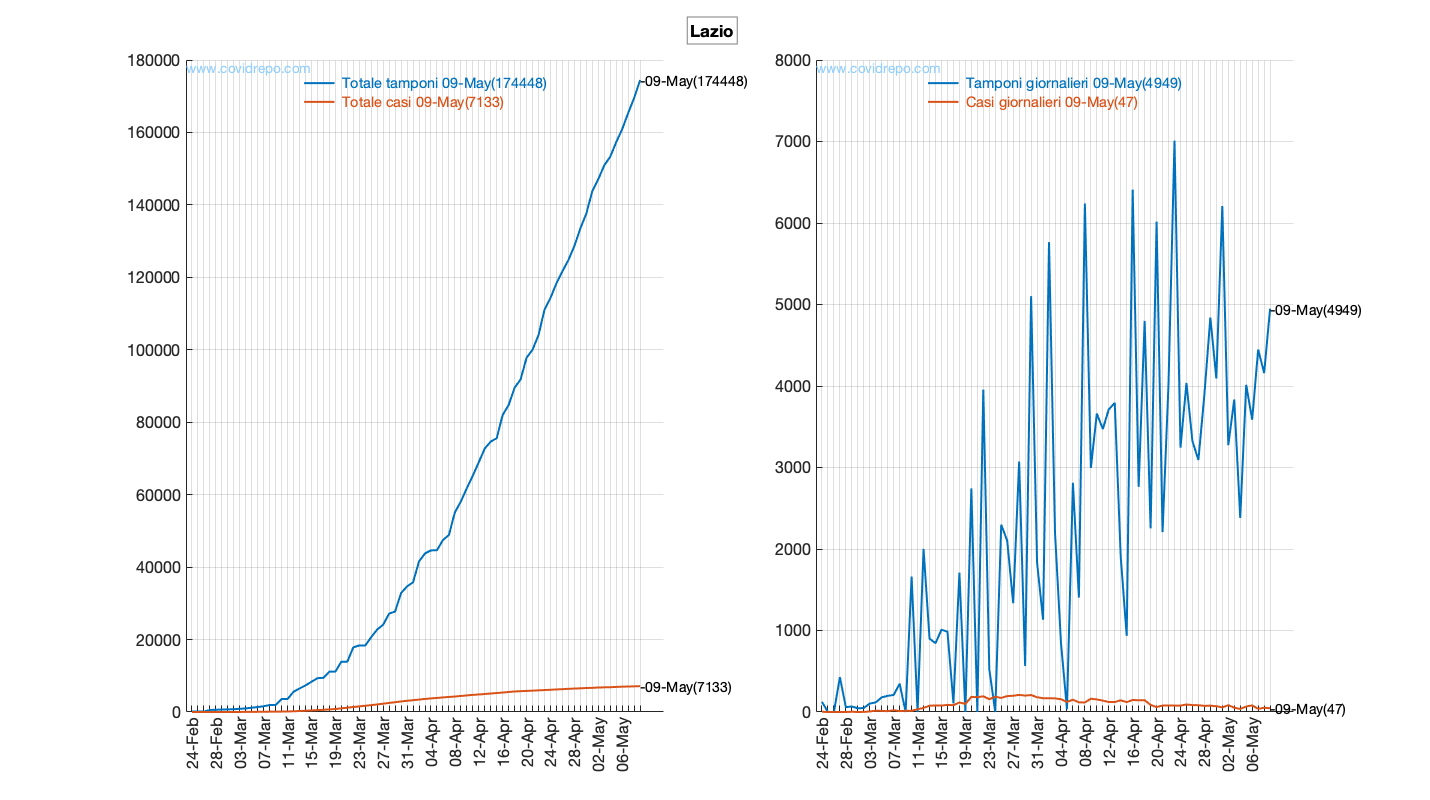 Lazio
180000
160000
140000
120000
100000
80000
60000
40000
20000
0
www.covidrepo.com
Totale tamponi 09-May(174448)
Totale casi 09-May(7133)
09-May(174448)
09-May(7133)
24-Feb
28-Feb
03-Mar
07-Mar
11-Mar
15-Mar
19-Mar
23-Mar
27-Mar
31-Mar
04-Apr
08-Apr
12-Apr
16-Apr
20-Apr
24-Apr
28-Apr
02-May
06-May
8000
7000
6000
5000
4000
3000
2000
1000
0
www.covidrepo.com
Tamponi giornalieri 09-May(4949)
Casi giornalieri 09-May(47)
09-May(4949)
09-May(47)
24-Feb
28-Feb
03-Mar
07-Mar
11-Mar
15-Mar
19-Mar
23-Mar
27-Mar
31-Mar
04-Apr
08-Apr
12-Apr
16-Apr
20-Apr
24-Apr
28-Apr
02-May
06-May